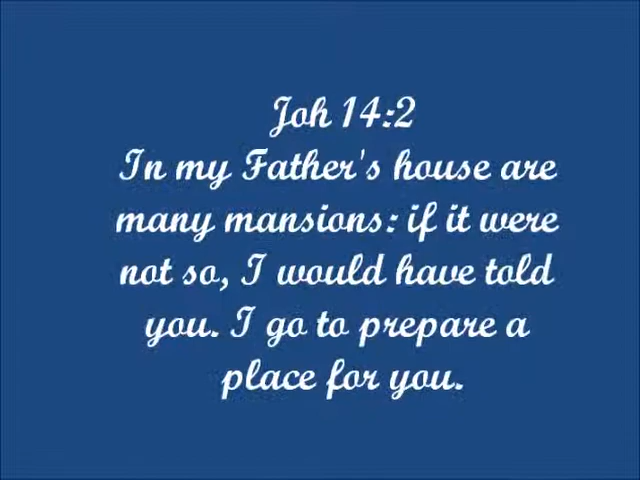 Joh 14:2
In my Father's house are
many mansions: if it were
not so, I would have told
you. I go to prepare a
place for you.